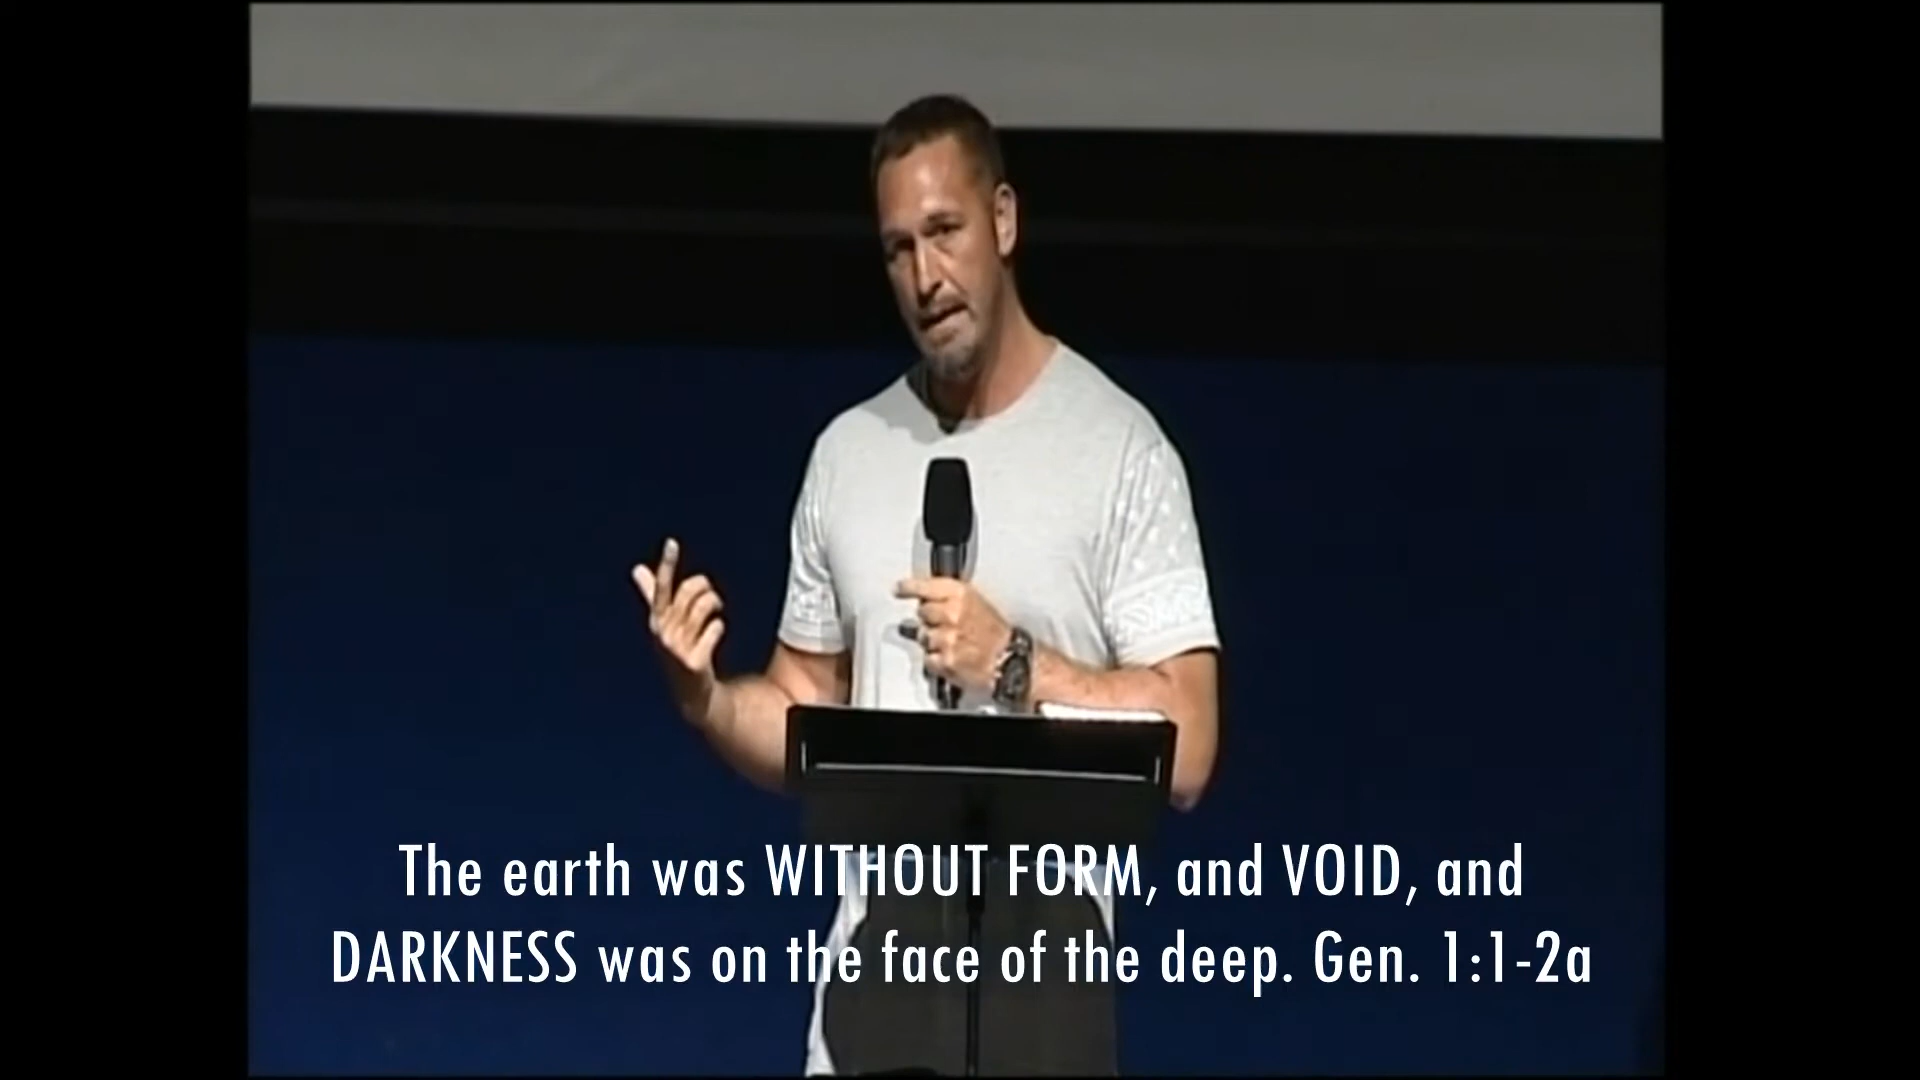 The earth was WITHOUT FORM, and VOID, and
DARKNESS was on the face of the deep. Gen. 1:1-2a